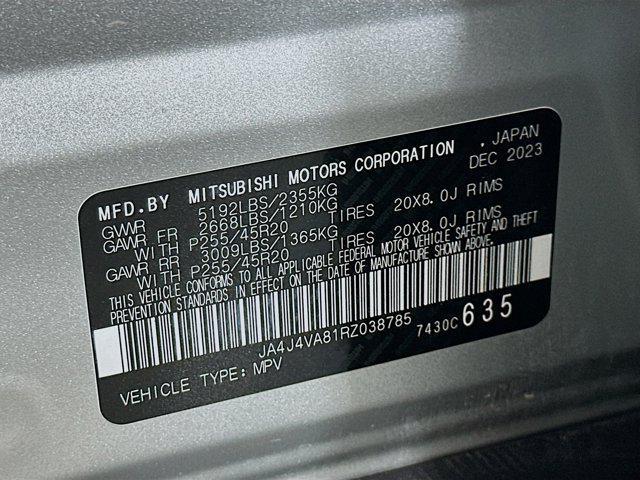 MFD.BY MITSUBISHI MOTORS CORPORATION , JAPAN
DEC 2023
GVWR 5192LBS/2355KG
GAWR FR 2668LBS/1210KG
WITH P255/45R20 TIRES 20X8.0J RIMS
GAWR RR 3009LBS/1365KG
WITH P255/45R20 TIRES 20X8.0J RIMS
THIS VEHICLE CONFORMS TO ALL APPLICABLE FEDERAL MOTOR VEHICLE SAFETY AND THEFT
PREVENTION STANDARDS IN EFFECT ON THE DATE OF MANUFACTURE SHOWN ABOVE.
JA4J4VA81RZ038785 7430C 635
VEHICLE TYPE: MPV